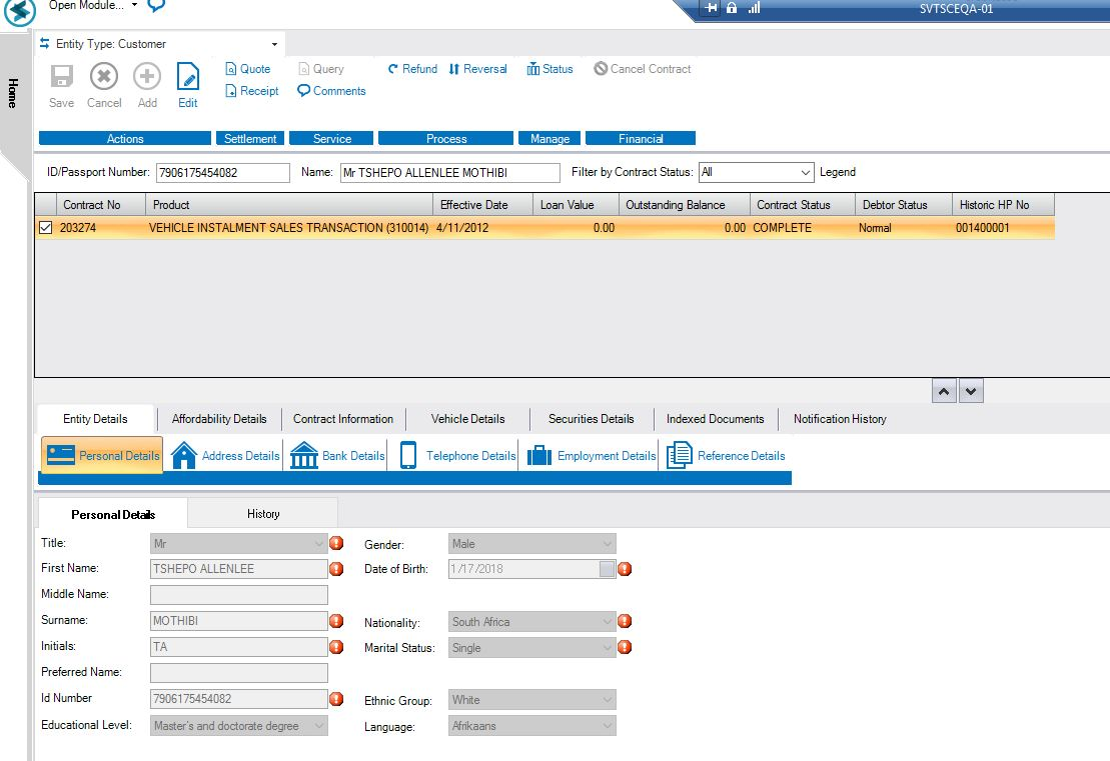 Open Module...
SVTSCEQA-01
Entity Type: Customer
Home
Quote Query Refund Reversal Status Cancel Contract
Save Cancel Add Edit Receipt Comments
Actions Settlement Service Process Manage Financial
ID/Passport Number: 7906175454082 Name: Mr TSHEPO ALLENLEE MOTHIBI Filter by Contract Status: All Legend
Contract No Product Effective Date Loan Value Outstanding Balance Contract Status Debtor Status Historic HP No
203274 VEHICLE INSTALMENT SALES TRANSACTION (310014) 4/11/2012 0.00 0.00 COMPLETE Normal 001400001
Entity Details Affordability Details Contract Information Vehicle Details Securities Details Indexed Documents Notification History
Personal Details Address Details Bank Details Telephone Details Employment Details Reference Details
Personal Details History
Title: Mr Gender: Male
First Name: TSHEPO ALLENLEE Date of Birth: 1/17/2018
Middle Name:
Surname: MOTHIBI Nationality: South Africa
Initials: TA Marital Status: Single
Preferred Name:
Id Number 7906175454082 Ethnic Group: White
Educational Level: Master's and doctorate degree Language: Afrikaans